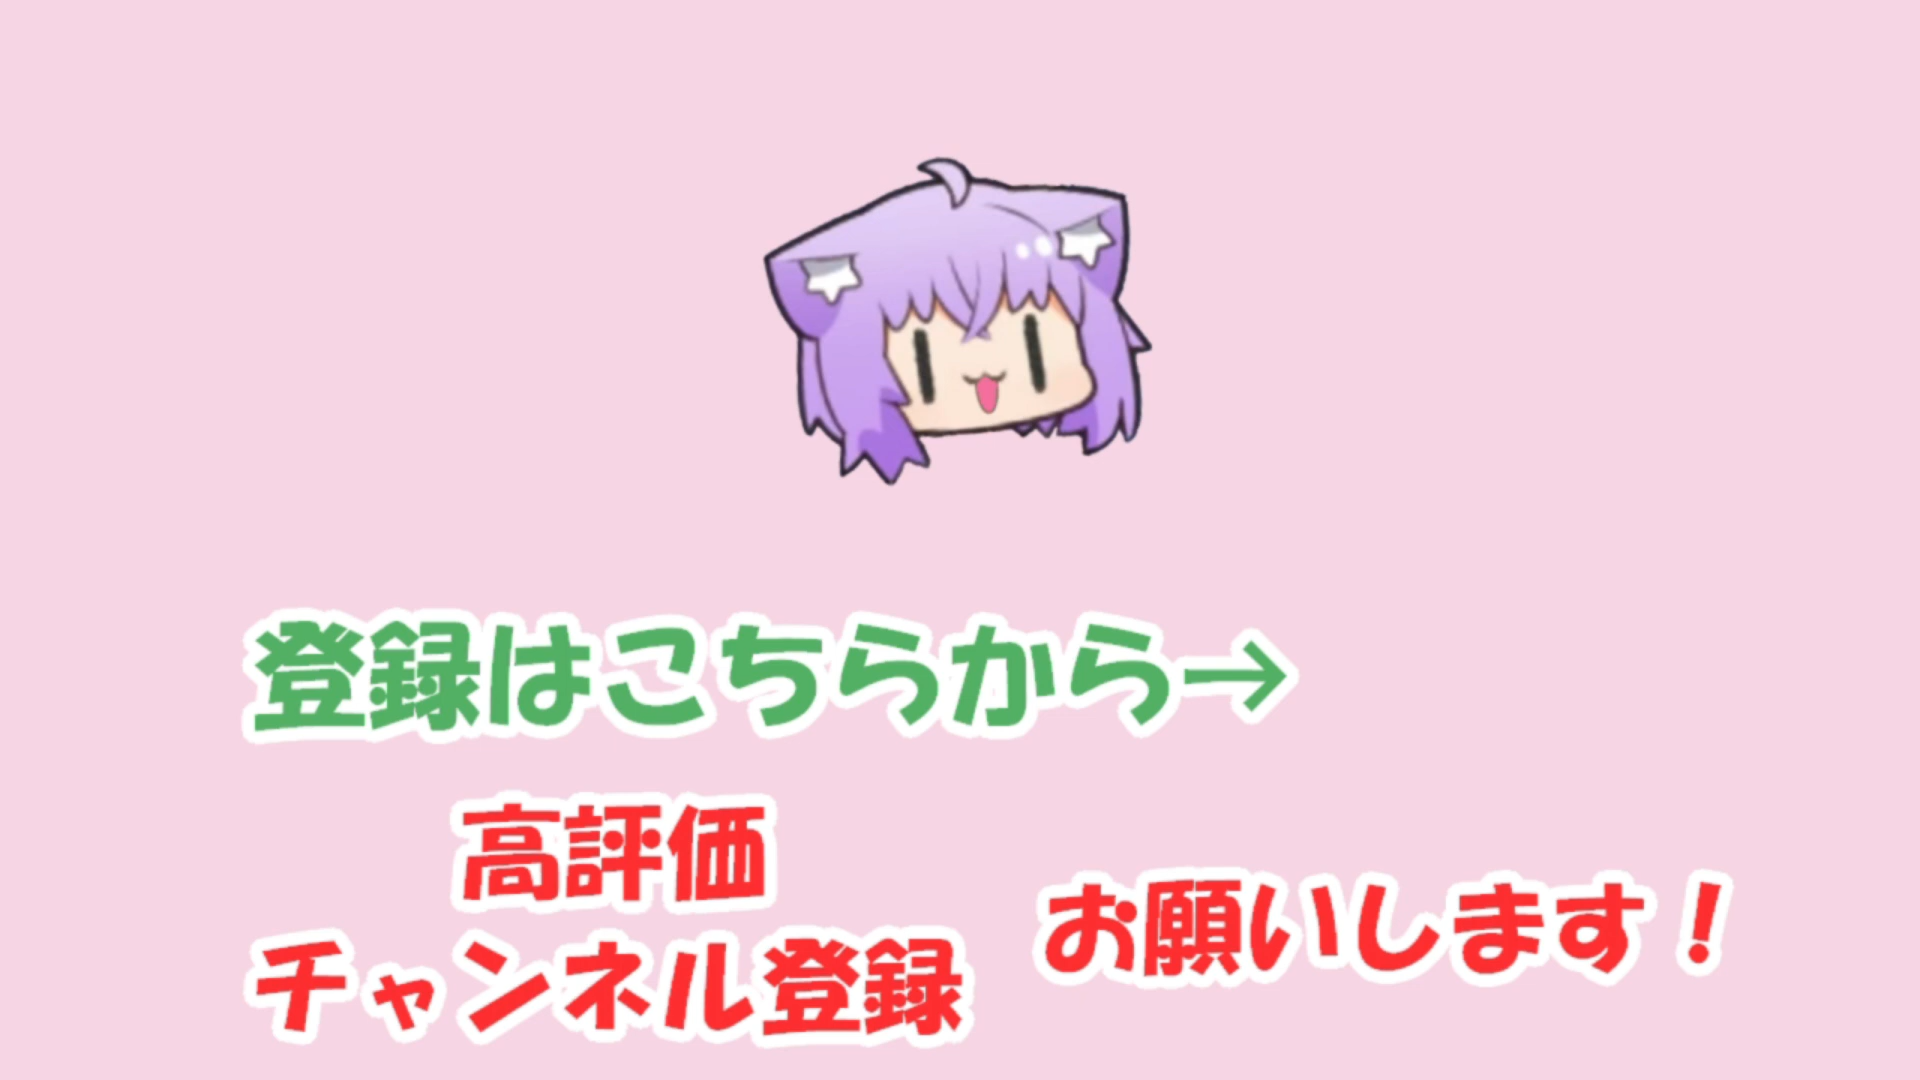 登録はこちらから→
高評価
チャンネル登録
お願いします！